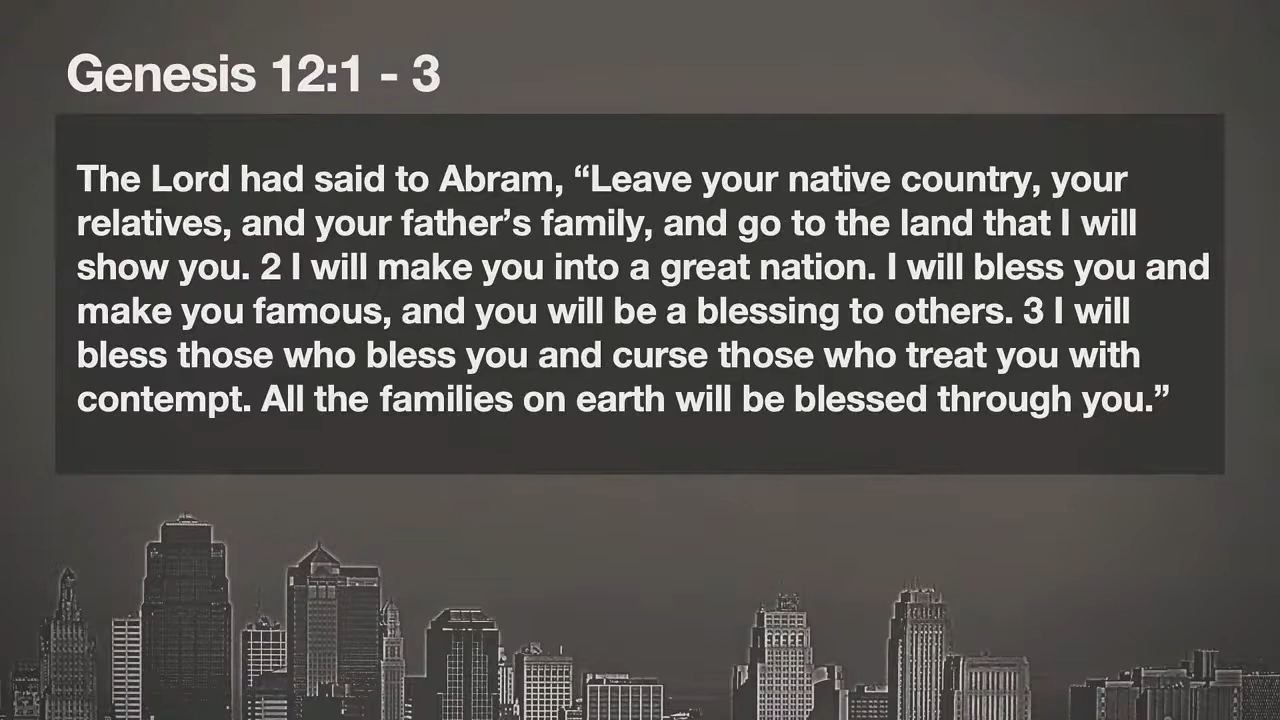 Genesis 12:1 - 3
The Lord had said to Abram, “Leave your native country, your
relatives, and your father’s family, and go to the land that I will
show you. 2 I will make you into a great nation. I will bless you and
make you famous, and you will be a blessing to others. 3 I will
bless those who bless you and curse those who treat you with
contempt. All the families on earth will be blessed through you.”